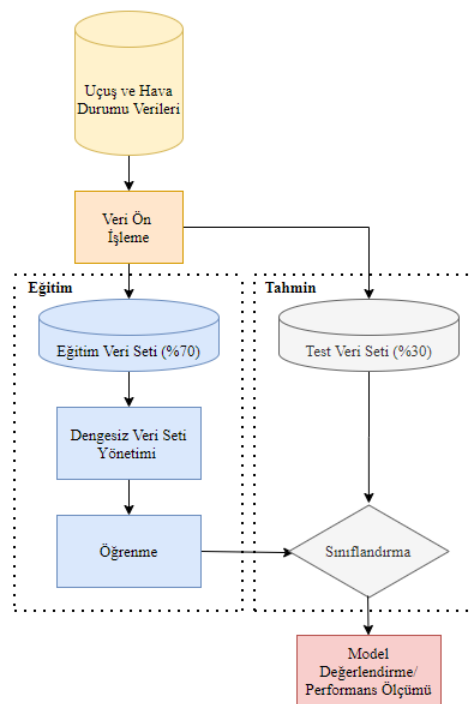 Uçuş ve Hava
Durumu Verileri
Veri Ön
İşleme
Eğitim
Tahmin
Eğitim Veri Seti (%70)
Test Veri Seti (%30)
Dengesiz Veri Seti
Yönetimi
Öğrenme
Sınıflandırma
Model
Değerlendirme/
Performans Ölçümü